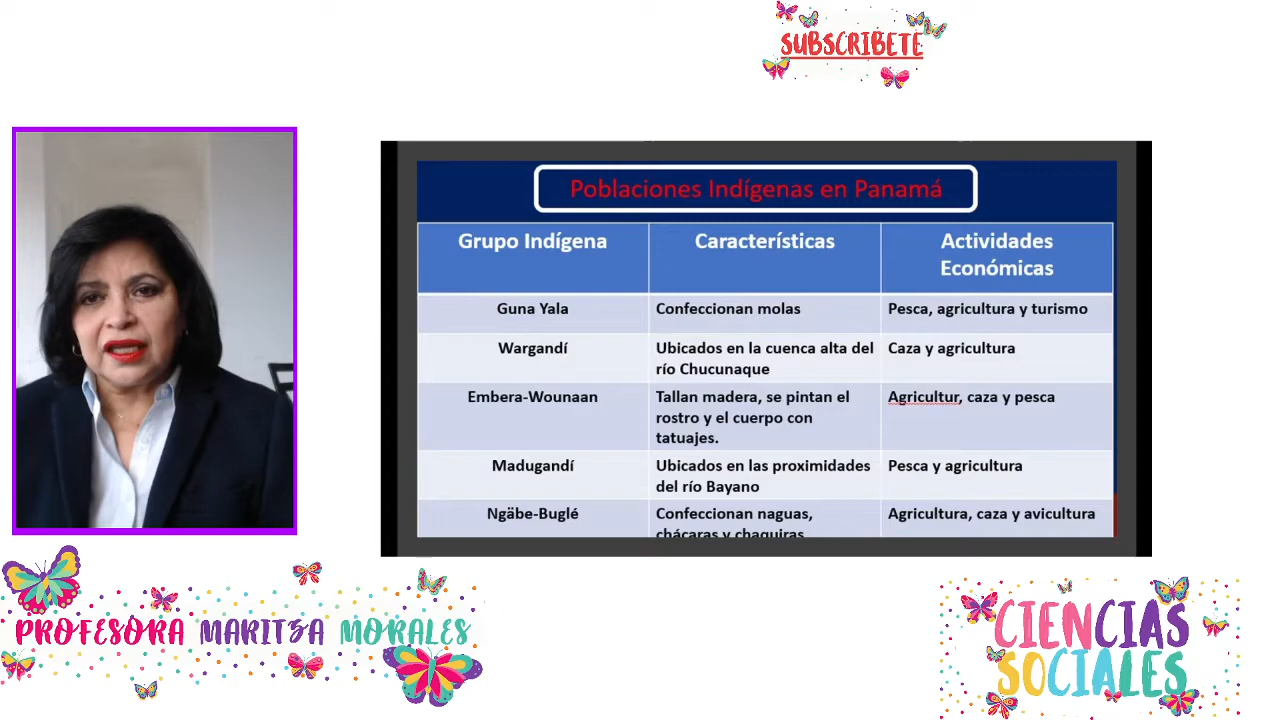 SUBSCRIBETE
Poblaciones Indígenas en Panamá
Grupo Indígena
Características
Actividades
Económicas
Guna Yala
Confeccionan molas
Pesca, agricultura y turismo
Wargandí
Ubicados en la cuenca alta del
río Chucunaque
Caza y agricultura
Embera-Wounaan
Tallan madera, se pintan el
rostro y el cuerpo con
tatuajes.
Agricultur, caza y pesca
Madugandí
Ubicados en las proximidades
del río Bayano
Pesca y agricultura
Ngäbe-Buglé
Confeccionan naguas,
chácaras y chaquiras
Agricultura, caza y avicultura
PROFESORA MARITSA MORALES
CIENCIAS
SOCIALES